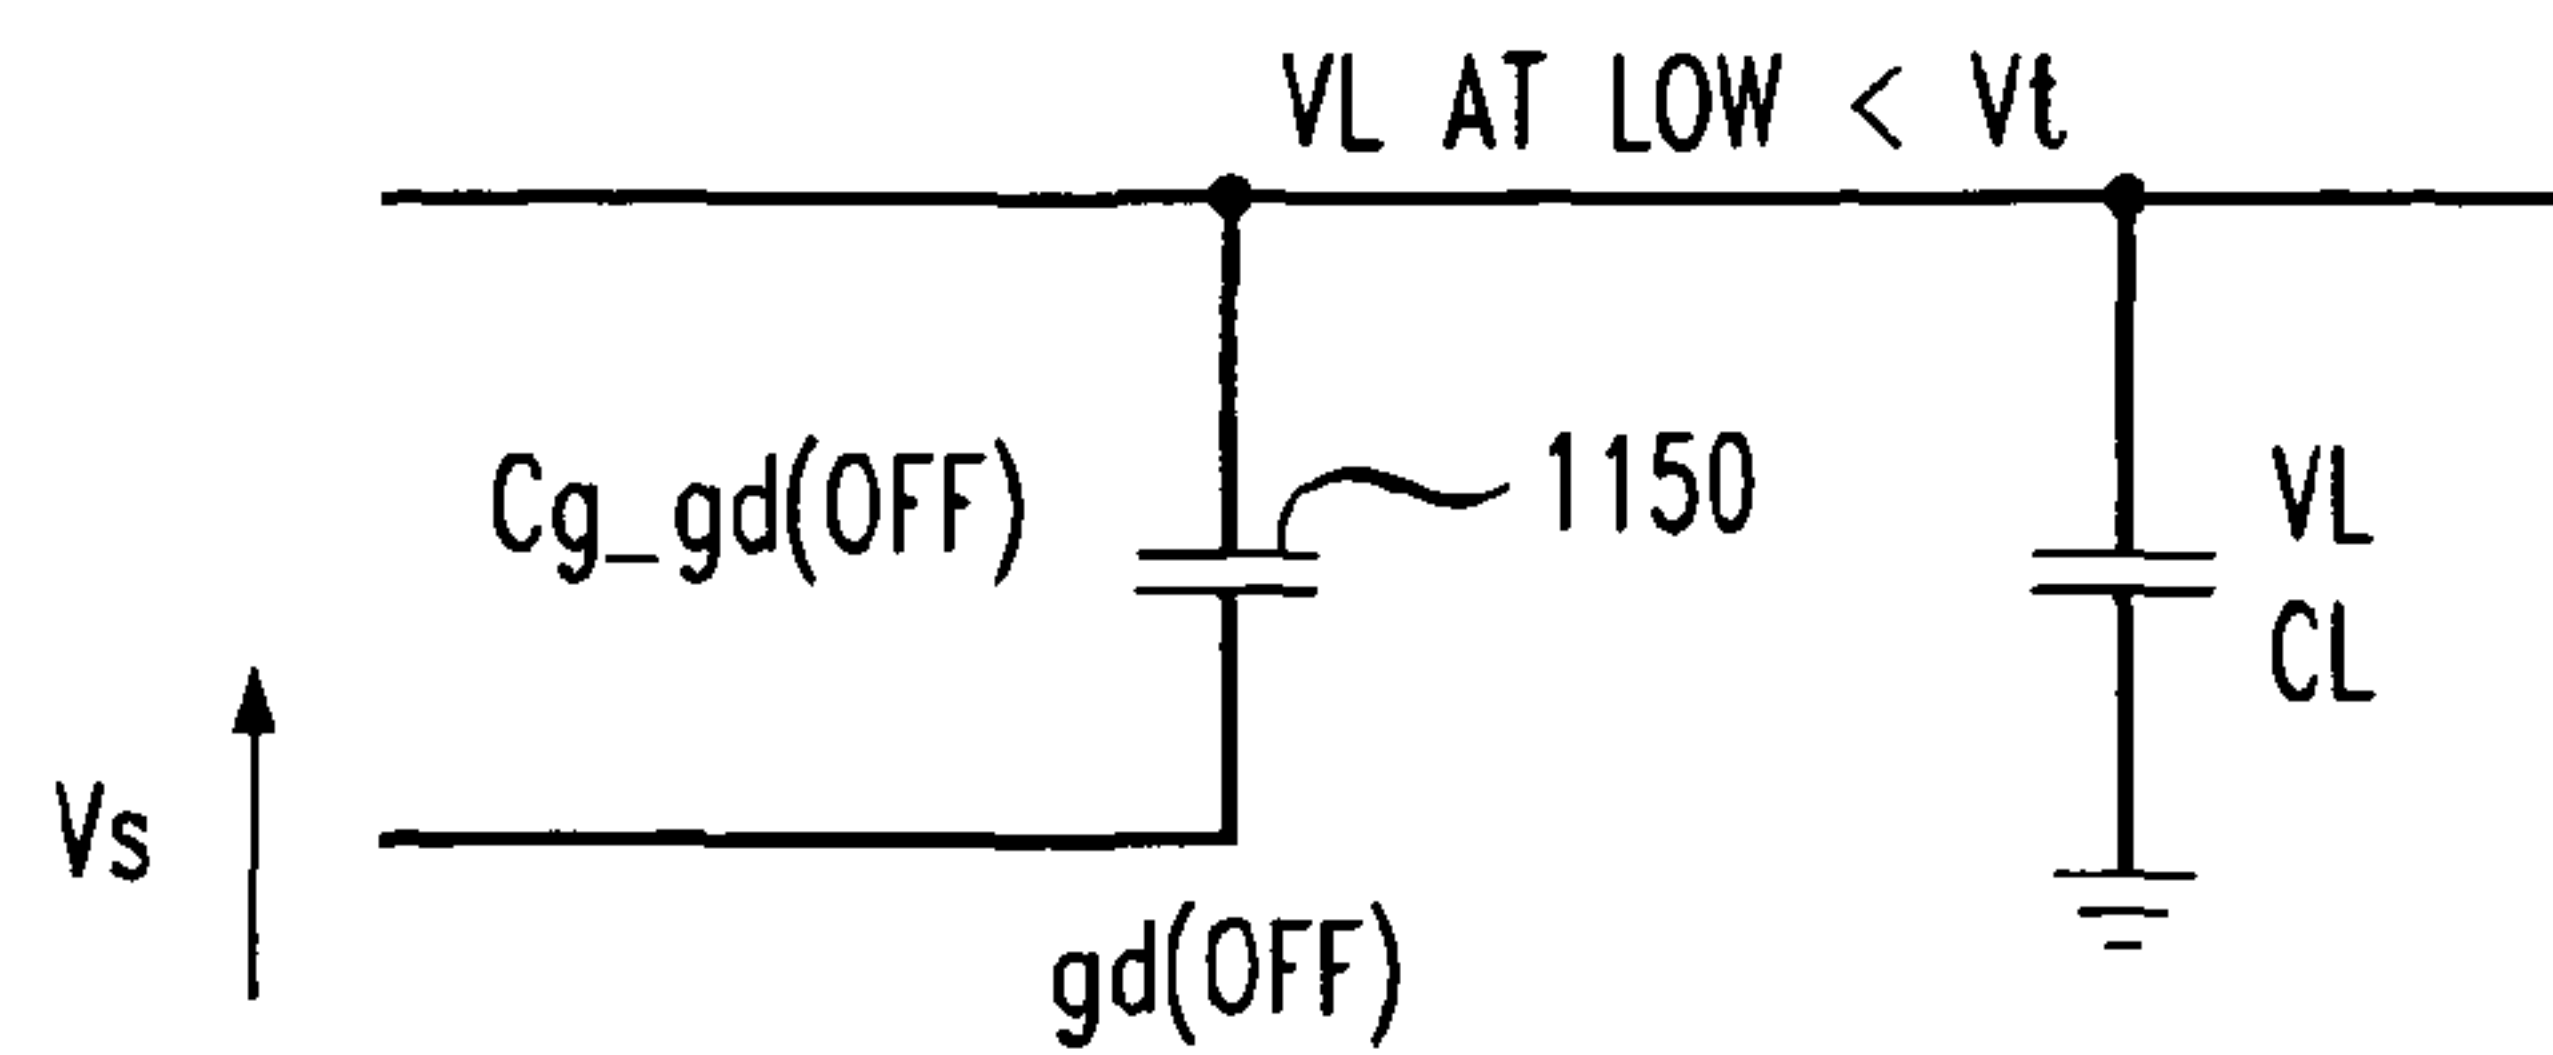 VL AT LOW < Vt
Cg_gd(OFF)
1150
VL
CL
Vs
gd(OFF)